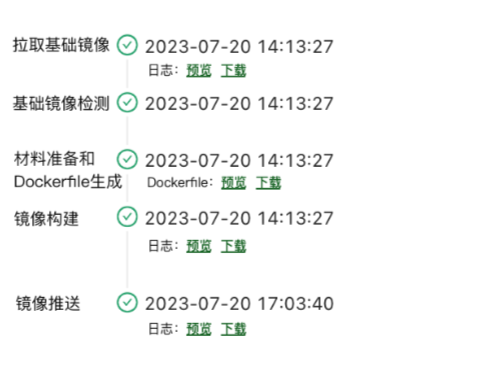 拉取基础镜像 2023-07-20 14:13:27
日志：预览 下载
基础镜像检测 2023-07-20 14:13:27
材料准备和 2023-07-20 14:13:27
Dockerfile生成 Dockerfile：预览 下载
镜像构建 2023-07-20 14:13:27
日志：预览 下载
镜像推送 2023-07-20 17:03:40
日志：预览 下载